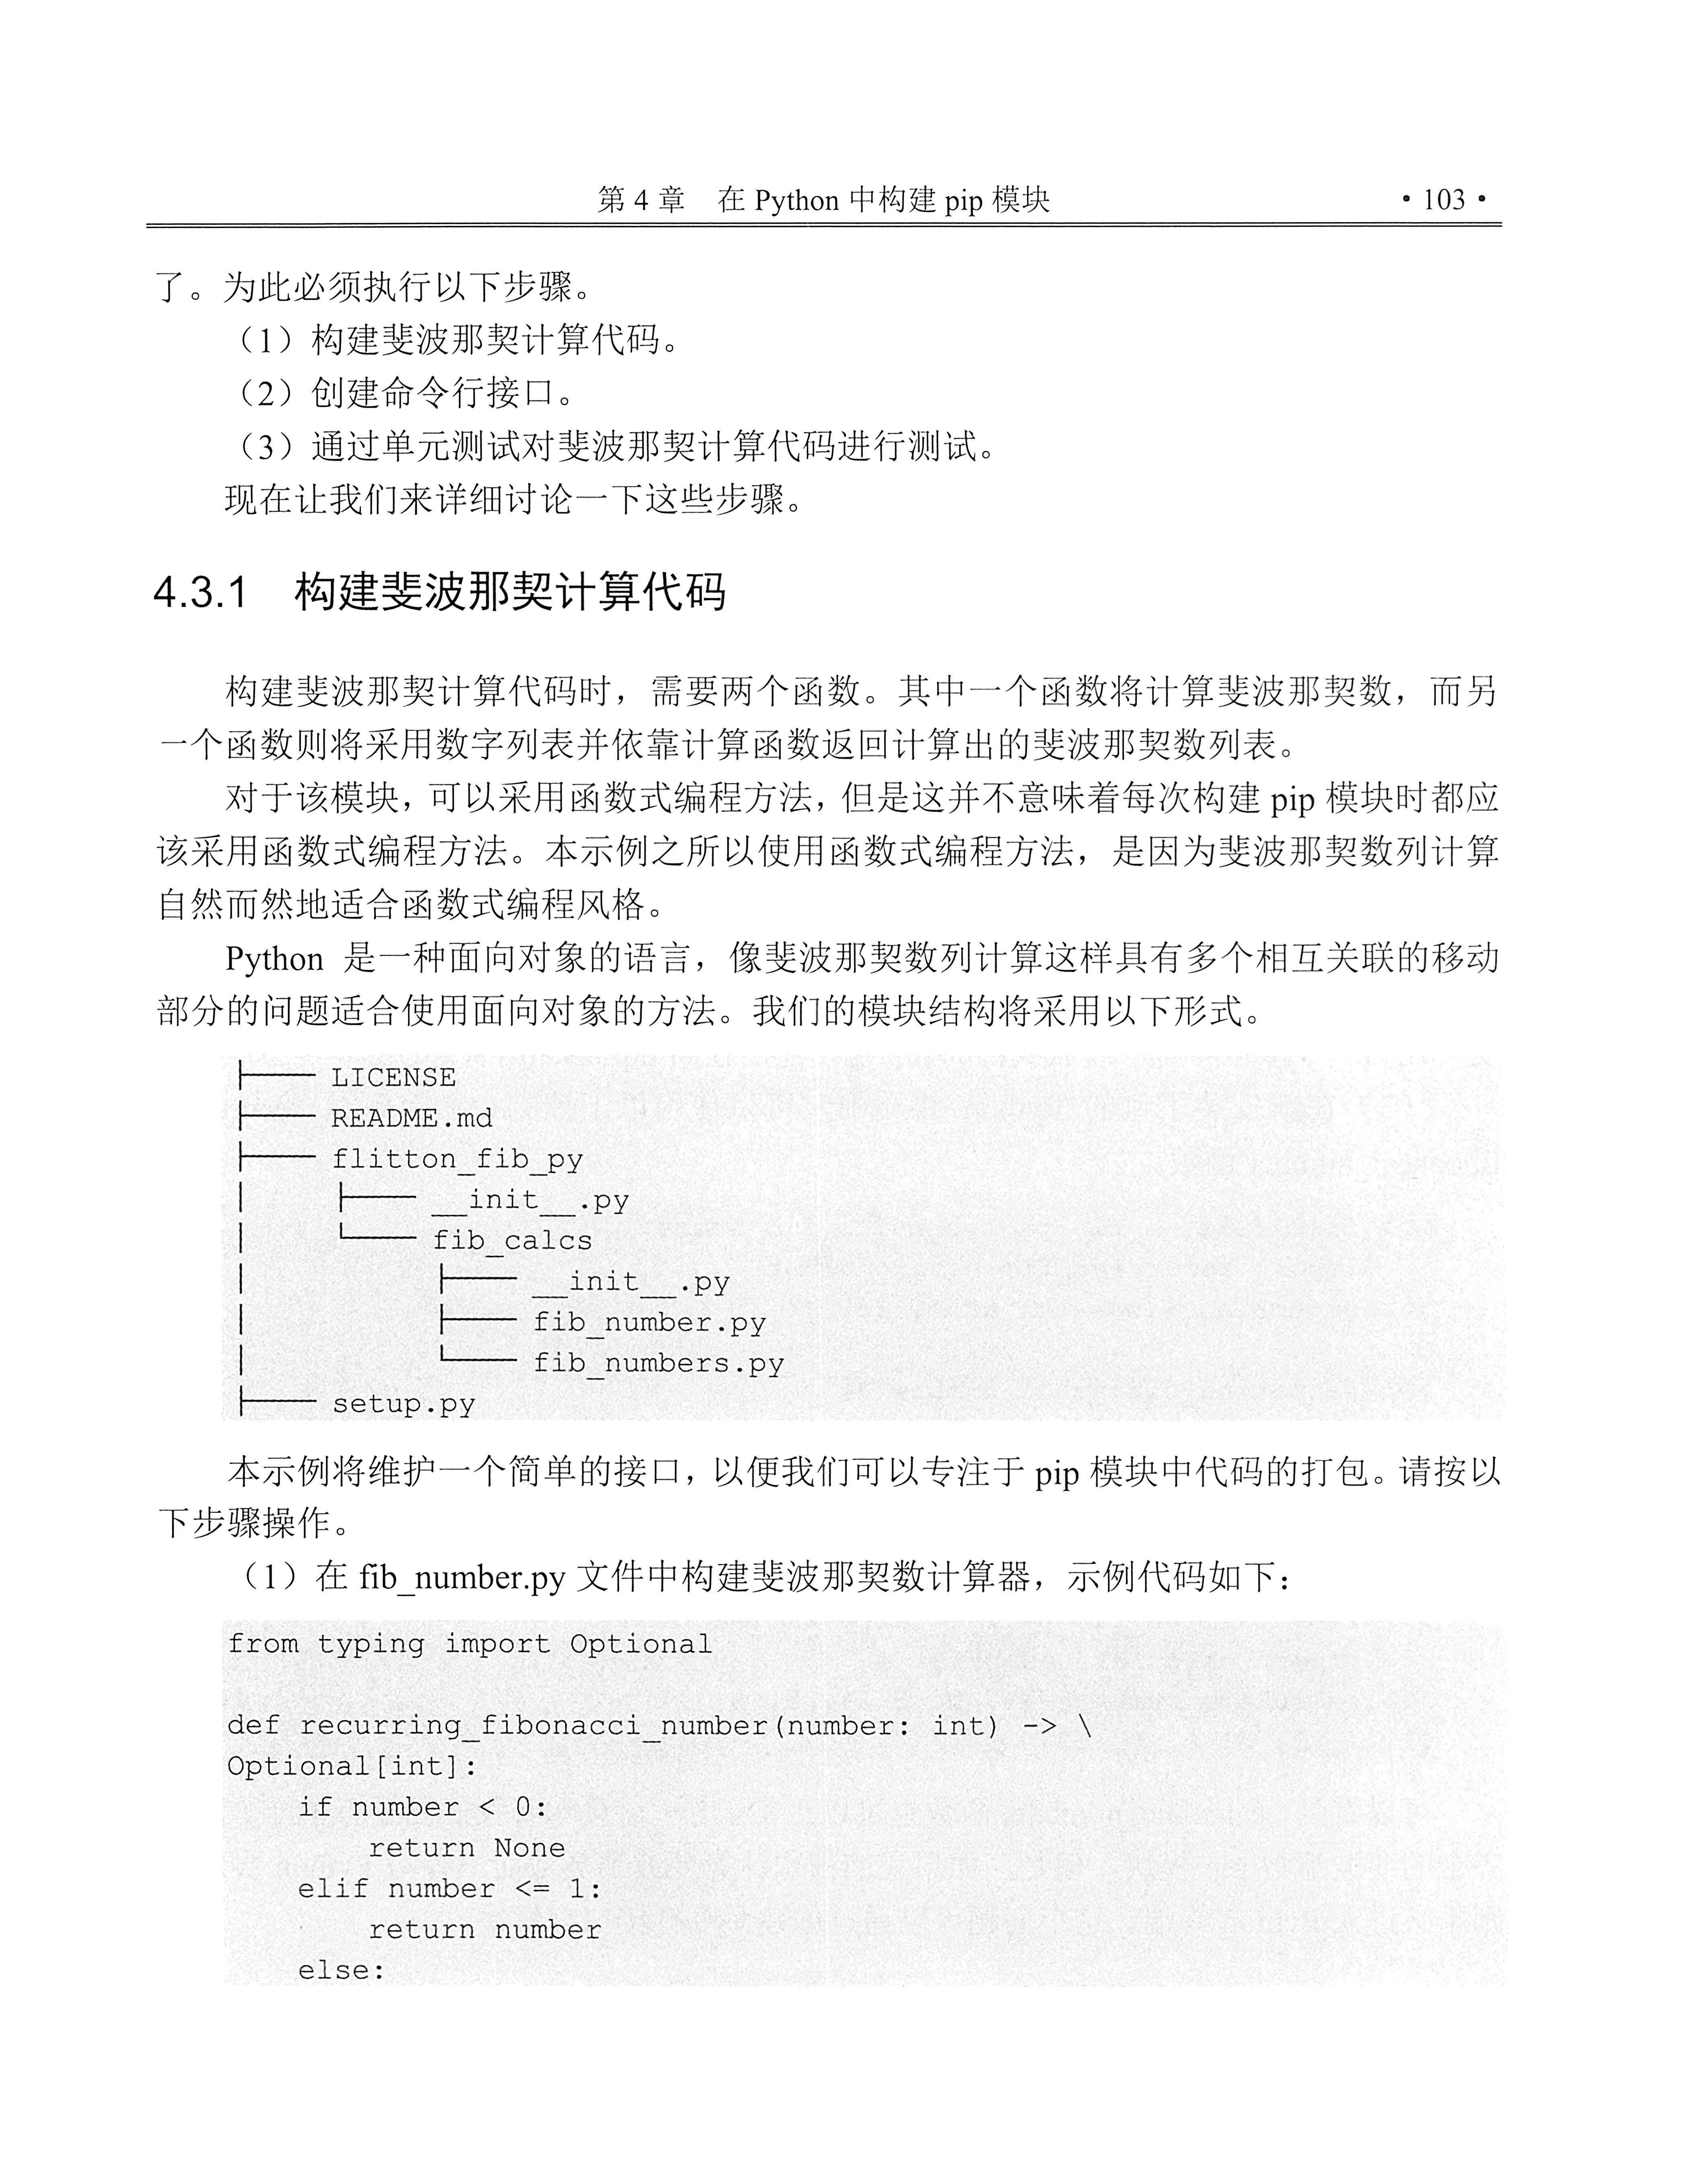 第 4 章　在 Python 中构建 pip 模块　• 103 •
了。为此必须执行以下步骤。
（1）构建斐波那契计算代码。
（2）创建命令行接口。
（3）通过单元测试对斐波那契计算代码进行测试。
现在让我们来详细讨论一下这些步骤。
4.3.1　构建斐波那契计算代码
构建斐波那契计算代码时，需要两个函数。其中一个函数将计算斐波那契数，而另
一个函数则将采用数字列表并依靠计算函数返回计算出的斐波那契数列表。
对于该模块，可以采用函数式编程方法，但是这并不意味着每次构建 pip 模块时都应
该采用函数式编程方法。本示例之所以使用函数式编程方法，是因为斐波那契数列计算
自然而然地适合函数式编程风格。
Python 是一种面向对象的语言，像斐波那契数列计算这样具有多个相互关联的移动
部分的问题适合使用面向对象的方法。我们的模块结构将采用以下形式。
├── LICENSE
├── README.md
├── flitton_fib_py
│   ├── __init__.py
│   └── fib_calcs
│       ├── __init__.py
│       ├── fib_number.py
│       └── fib_numbers.py
├── setup.py
本示例将维护一个简单的接口，以便我们可以专注于 pip 模块中代码的打包。请按以
下步骤操作。
（1）在 fib_number.py 文件中构建斐波那契数计算器，示例代码如下：
from typing import Optional
def recurring_fibonacci_number(number: int) -> \
Optional[int]:
    if number < 0:
        return None
    elif number <= 1:
        return number
    else: